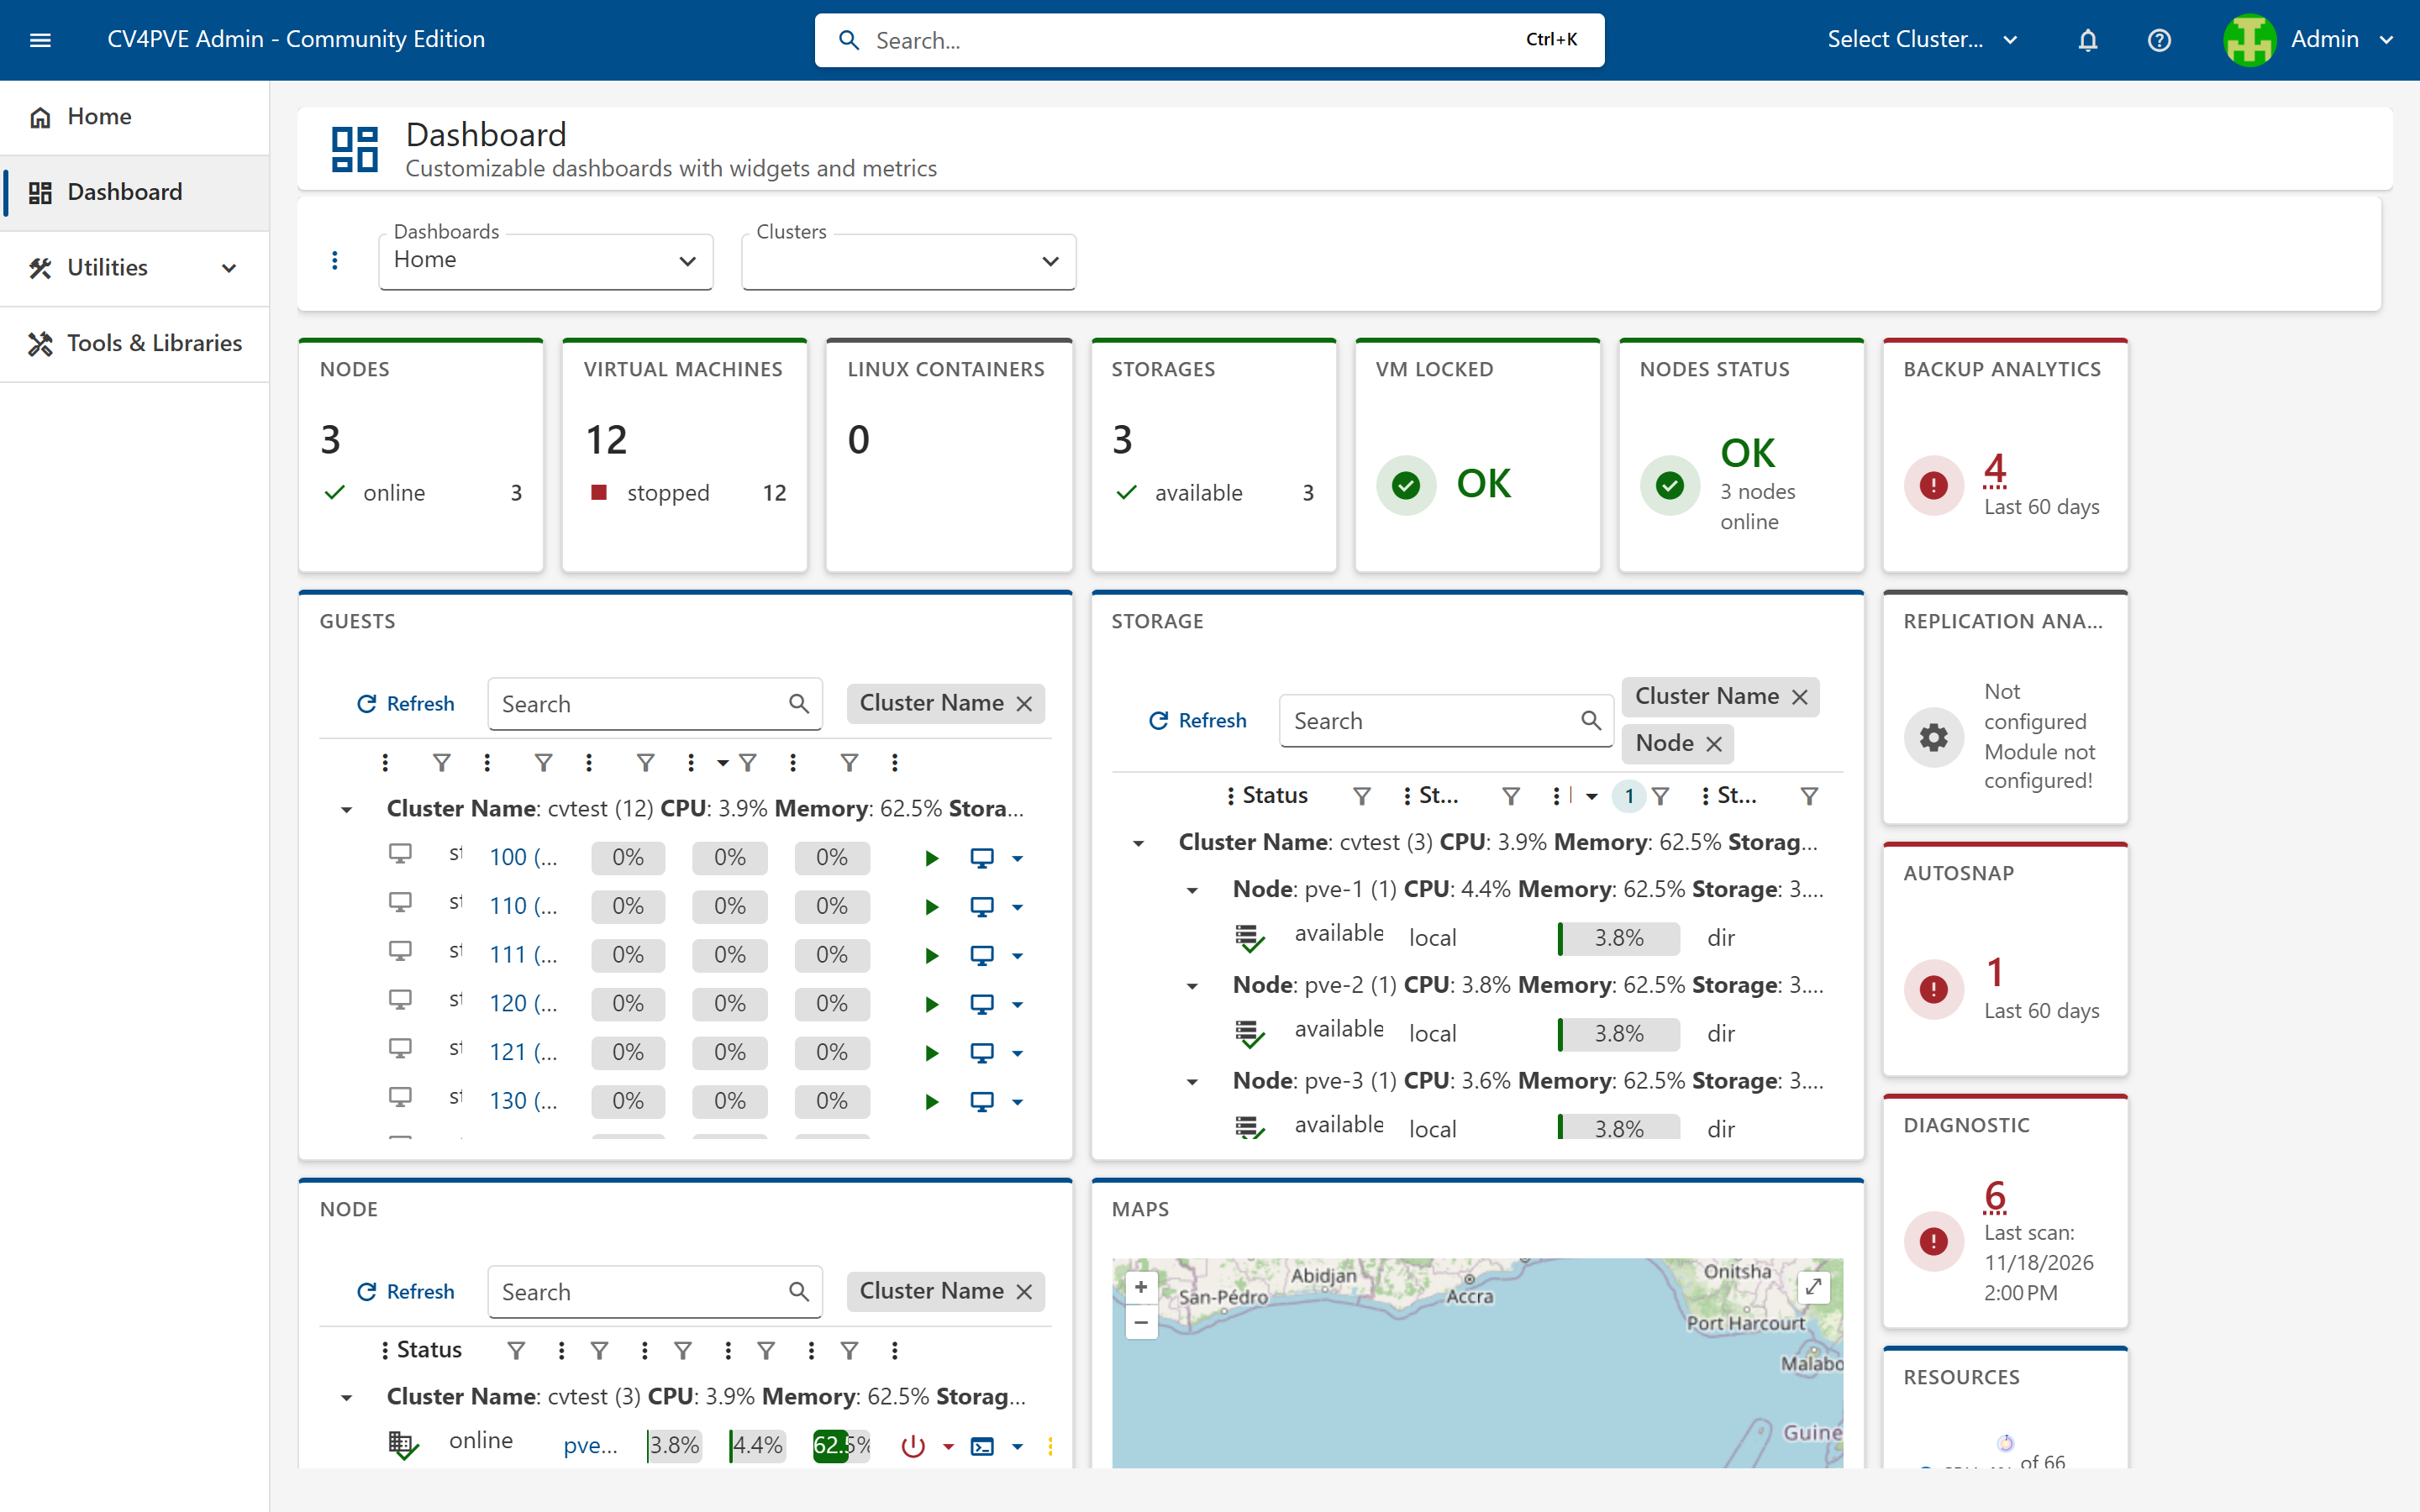 CV4PVE Admin - Community Edition
Search...
Ctrl+K
Select Cluster...
Admin
Home
Dashboard
Utilities
Tools & Libraries
Dashboard
Customizable dashboards with widgets and metrics
Dashboards
Home
Clusters
NODES
3
online 3
VIRTUAL MACHINES
12
stopped 12
LINUX CONTAINERS
0
STORAGES
3
available 3
VM LOCKED
OK
NODES STATUS
OK
3 nodes
online
BACKUP ANALYTICS
4
Last 60 days
GUESTS
Refresh
Search
Cluster Name
Cluster Name: cvtest (12) CPU: 3.9% Memory: 62.5% Stora...
100 (... 0% 0% 0%
110 (... 0% 0% 0%
111 (... 0% 0% 0%
120 (... 0% 0% 0%
121 (... 0% 0% 0%
130 (... 0% 0% 0%
STORAGE
Refresh
Search
Cluster Name
Node
Status St... 1 St...
Cluster Name: cvtest (3) CPU: 3.9% Memory: 62.5% Storag...
Node: pve-1 (1) CPU: 4.4% Memory: 62.5% Storage: 3....
available local 3.8% dir
Node: pve-2 (1) CPU: 3.8% Memory: 62.5% Storage: 3....
available local 3.8% dir
Node: pve-3 (1) CPU: 3.6% Memory: 62.5% Storage: 3....
available local 3.8% dir
REPLICATION ANA...
Not
configured
Module not
configured!
AUTOSNAP
1
Last 60 days
DIAGNOSTIC
6
Last scan:
11/18/2026
2:00 PM
NODE
Refresh
Search
Cluster Name
Status
Cluster Name: cvtest (3) CPU: 3.9% Memory: 62.5% Storag...
online pve... 3.8% 4.4% 62.5%
MAPS
+
−
Abidjan
San-Pédro
Accra
Onitsha
Port Harcourt
Malabo
Guine
RESOURCES
of 66